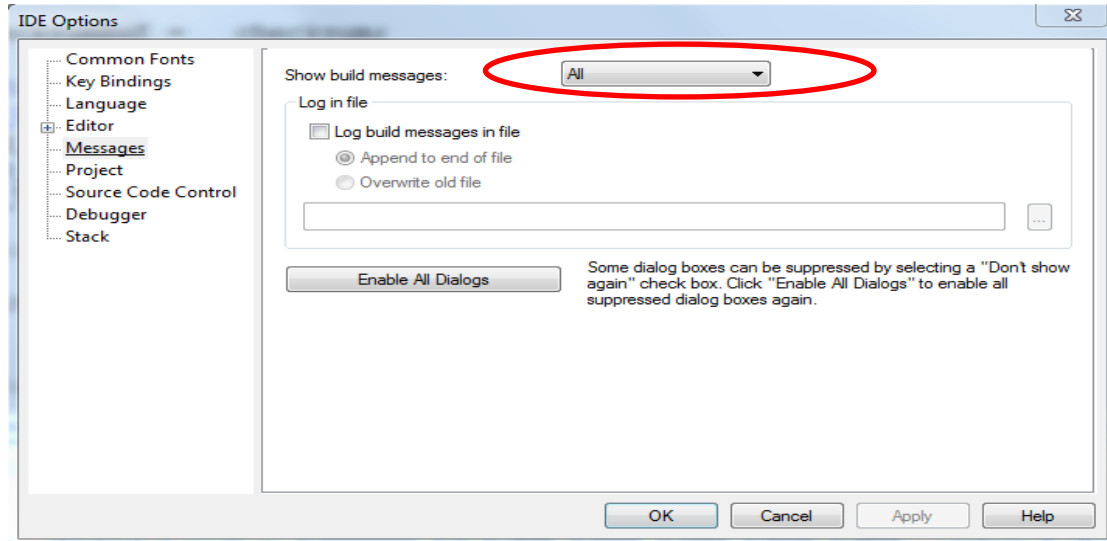 IDE Options
Common Fonts
Key Bindings
Language
Editor
Messages
Project
Source Code Control
Debugger
Stack
Show build messages:
All
Log in file
Log build messages in file
Append to end of file
Overwrite old file
...
Enable All Dialogs
Some dialog boxes can be suppressed by selecting a "Don't show
again" check box. Click "Enable All Dialogs" to enable all
suppressed dialog boxes again.
OK
Cancel
Apply
Help